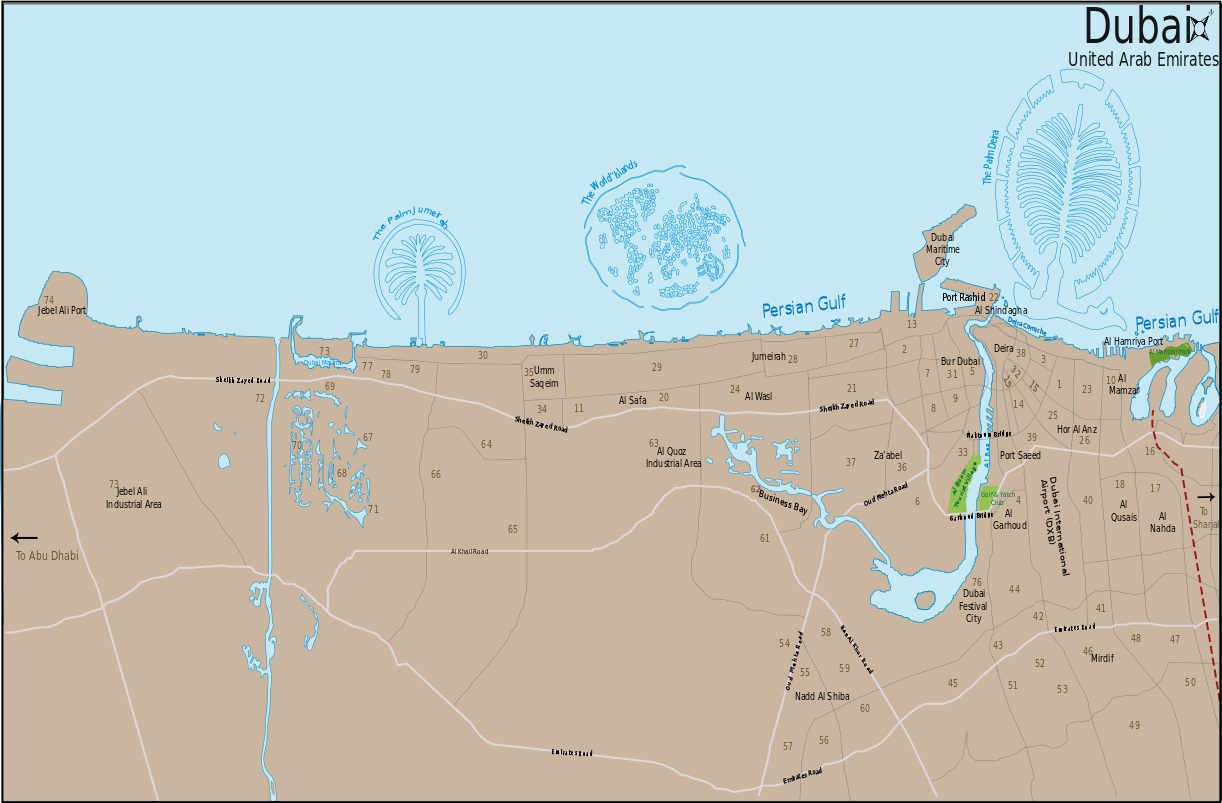 Dubai
United Arab Emirates
The Palm Deira
The World Islands
The Palm Jumeirah
Dubai
Maritime
City
74
Jebel Ali Port
Persian Gulf
Port Rashid
22
Al Shindagha
Deira Corniche
Persian Gulf
13
Al Hamriya Port
Al Mamzar Park
73
Dubai Marina
77
78
79
30
35
Umm
Saqeim
29
Jumeirah
28
27
2
Bur Dubai
7
31
5
Deira
38
3
32
15
15
1
23
10
Al
Mamzar
Sheikh Zayed Road
72
69
34
11
Al Safa
20
24
Al Wasl
21
Sheikh Zayed Road
Sheikh Zayed Road
8
9
14
25
Hor Al Anz
26
39
Maktoum Bridge
70
67
68
71
64
66
65
63
Al Quoz
Industrial Area
37
Za'abel
36
33
Port Saeed
16
Al Boom
Tourist Village
Golf & Yatch
Club
73
Jebel Ali
Industrial Area
62
Business Bay
Oud Mehta Road
6
Garhoud Bridge
4
Al
Garhoud
Dubai International
Airport (DXB)
40
18
17
Al
Qusais
Al
Nahda
To
Sharjah
To Abu Dhabi
Al Khail Road
61
76
Dubai
Festival
City
44
42
41
Emirates Road
48
47
54
58
Oud Mehta Road
Ras Al Khor Road
43
46
Mirdif
52
55
59
Nadd Al Shiba
45
51
53
50
60
49
57
56
Emirates Road
Emirates Road